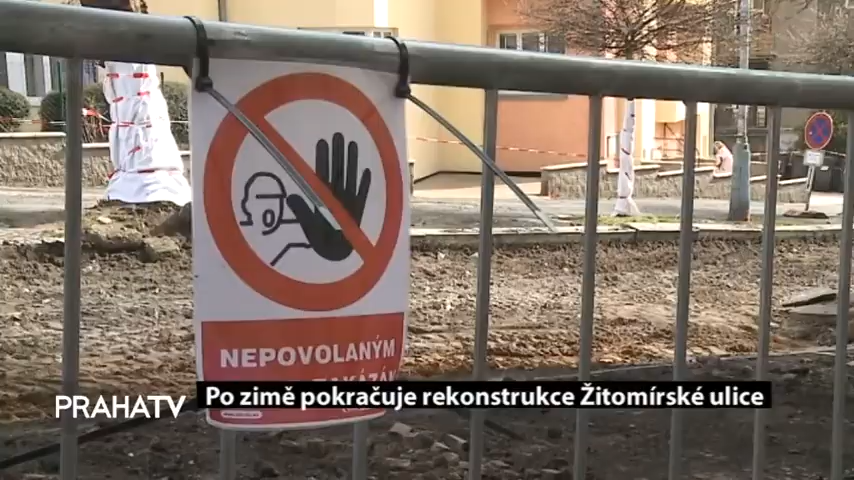 NEPOVOLANÝM
PRAHATV
Po zimě pokračuje rekonstrukce Žitomírské ulice